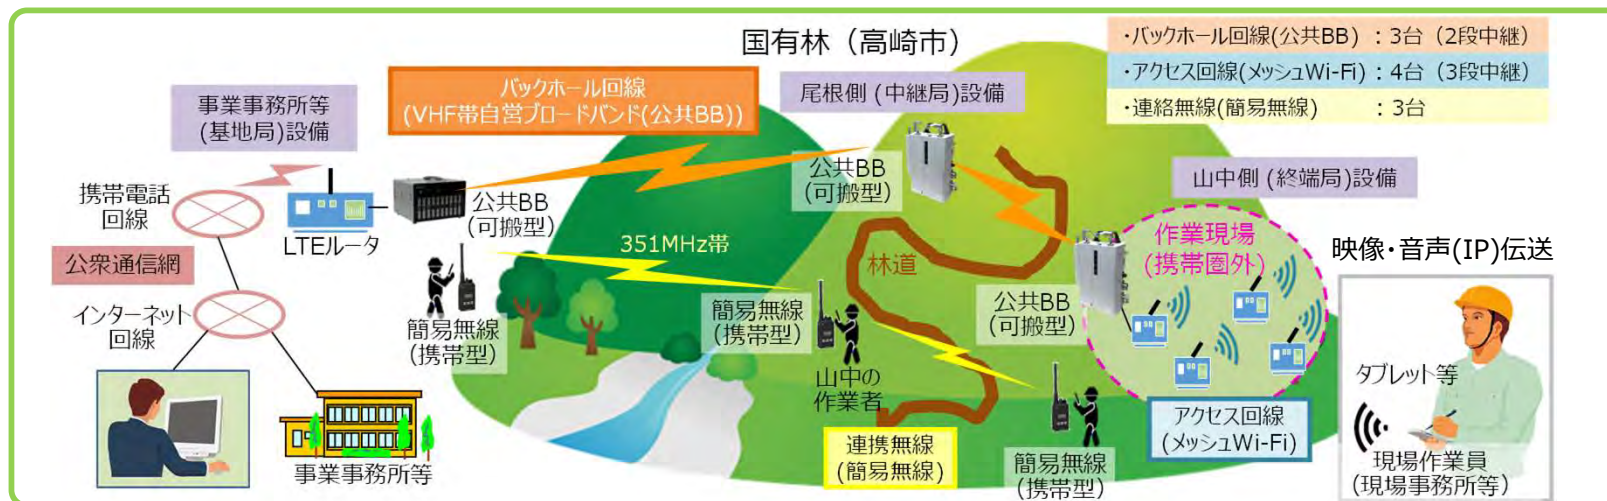 国有林（高崎市）
・バックホール回線(公共BB)：3台（2段中継）
・アクセス回線(メッシュWi-Fi)：4台（3段中継）
・連絡無線(簡易無線)：3台
バックホール回線
(VHF帯自営ブロードバンド(公共BB))
尾根側 (中継局)設備
事業事務所等
(基地局)設備
山中側 (終端局)設備
携帯電話
回線
LTEルータ
公共BB
(可搬型)
公共BB
(可搬型)
公衆通信網
351MHz帯
林道
作業現場
(携帯圏外)
映像・音声(IP)伝送
インターネット
回線
簡易無線
(携帯型)
簡易無線
(携帯型)
公共BB
(可搬型)
山中の
作業者
タブレット等
アクセス回線
(メッシュWi-Fi)
連携無線
(簡易無線)
簡易無線
(携帯型)
事業事務所等
現場作業員
(現場事務所等)